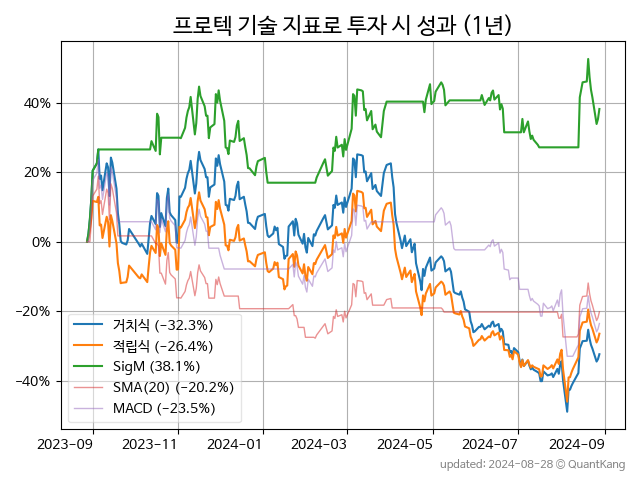 프로텍 기술 지표로 투자 시 성과 (1년)
40%
20%
0%
−20%
−40%
거치식 (−32.3%)
적립식 (−26.4%)
SigM (38.1%)
SMA(20) (−20.2%)
MACD (−23.5%)
2023-09 2023-11 2024-01 2024-03 2024-05 2024-07 2024-09
updated: 2024-08-28 © QuantKang